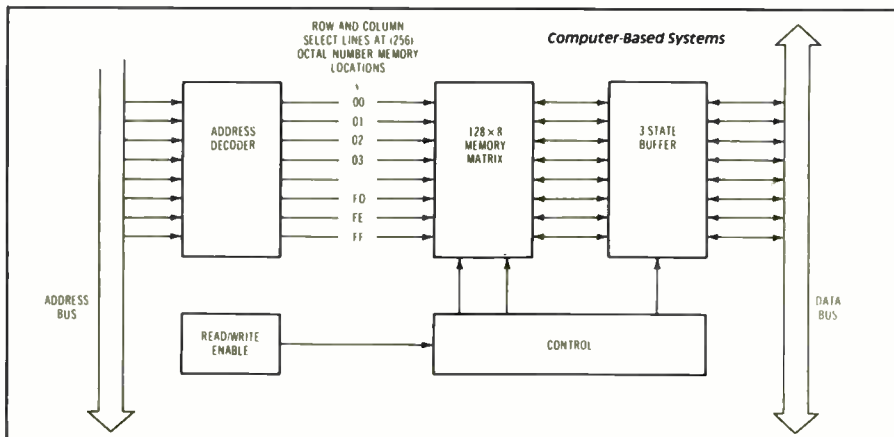 ROW AND COLUMN
SELECT LINES AT (256)
OCTAL NUMBER MEMORY
LOCATIONS
Computer-Based Systems
00
01
02
03
FD
FE
FF
ADDRESS
DECODER
128 × 8
MEMORY
MATRIX
3 STATE
BUFFER
ADDRESS
BUS
READ/WRITE
ENABLE
CONTROL
DATA
BUS